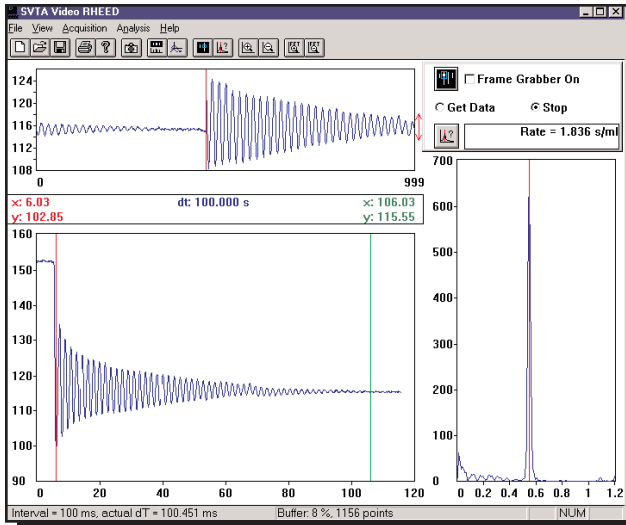 SVTA Video RHEED
File View Acquisition Analysis Help
124
120
116
112
108
0 999
Frame Grabber On
Get Data Stop
Rate = 1.836 s/ml
x: 6.03 dt: 100.000 s x: 106.03
y: 102.85 y: 115.55
160
150
140
130
120
110
100
90
0 20 40 60 80 100 120
700
600
500
400
300
200
100
0
0 0.2 0.4 0.6 0.8 1 1.2
Interval = 100 ms, actual dT = 100.451 ms Buffer: 8 %, 1156 points NUM